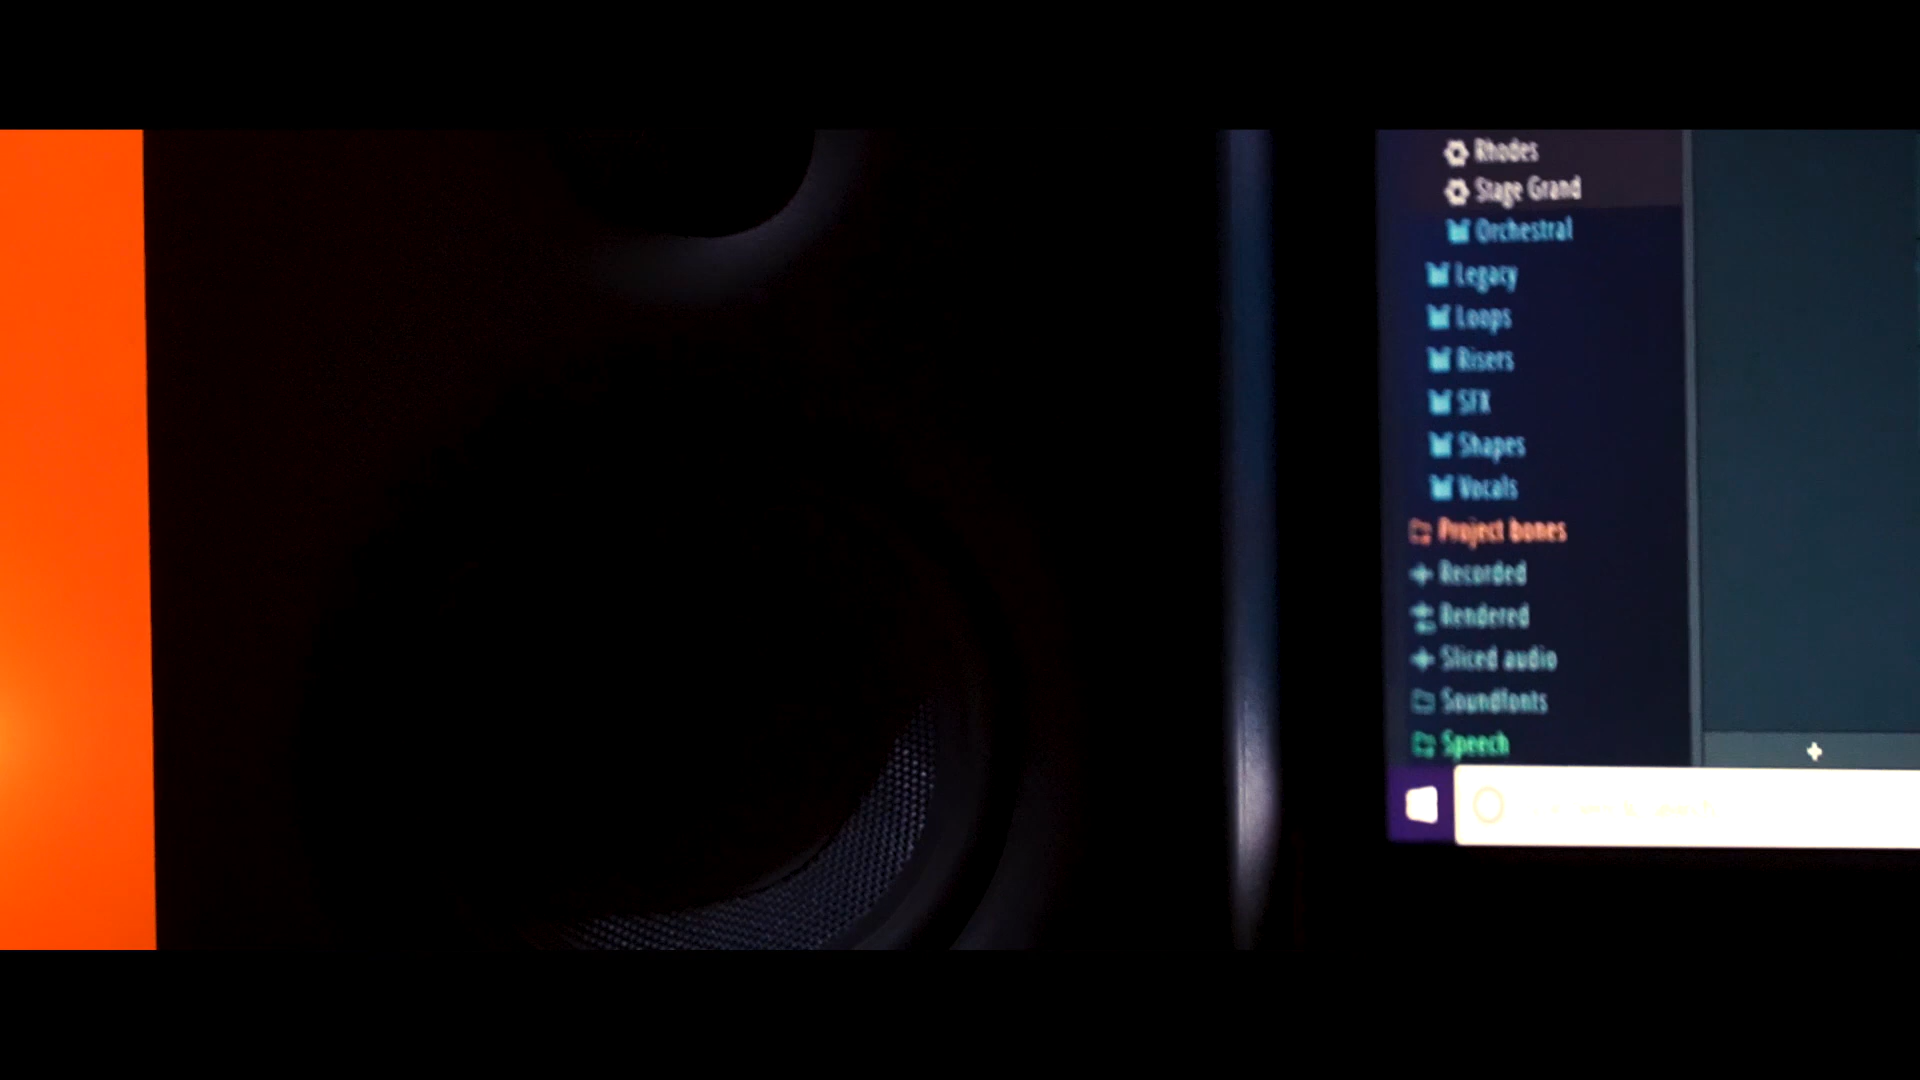 Rhodes
Stage Grand
Orchestral
Legacy
Loops
Risers
SFX
Shapes
Vocals
Project bones
Recorded
Rendered
Sliced audio
Soundfonts
Speech